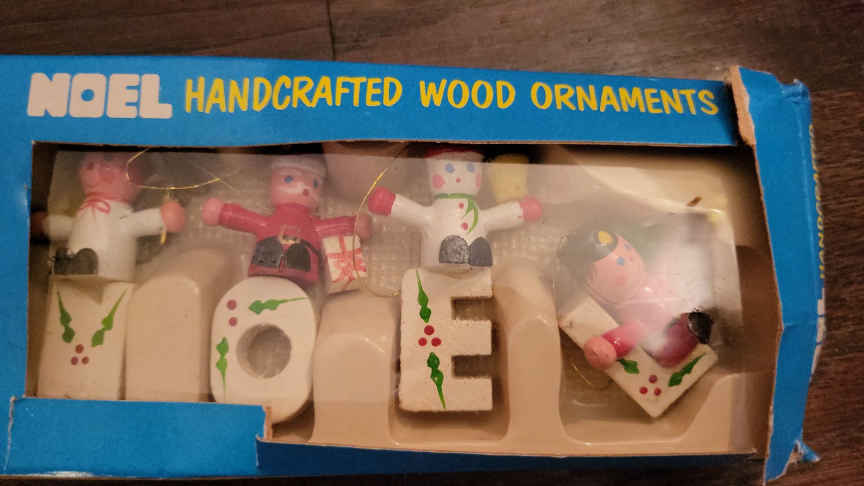 NOEL HANDCRAFTED WOOD ORNAMENTS
N O E L